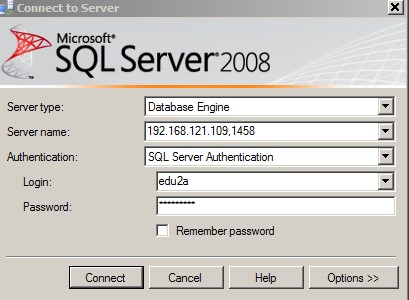 Connect to Server
Microsoft®
SQL Server® 2008
Server type: Database Engine
Server name: 192.168.121.109,1458
Authentication: SQL Server Authentication
Login: edu2a
Password: *********
Remember password
Connect Cancel Help Options >>